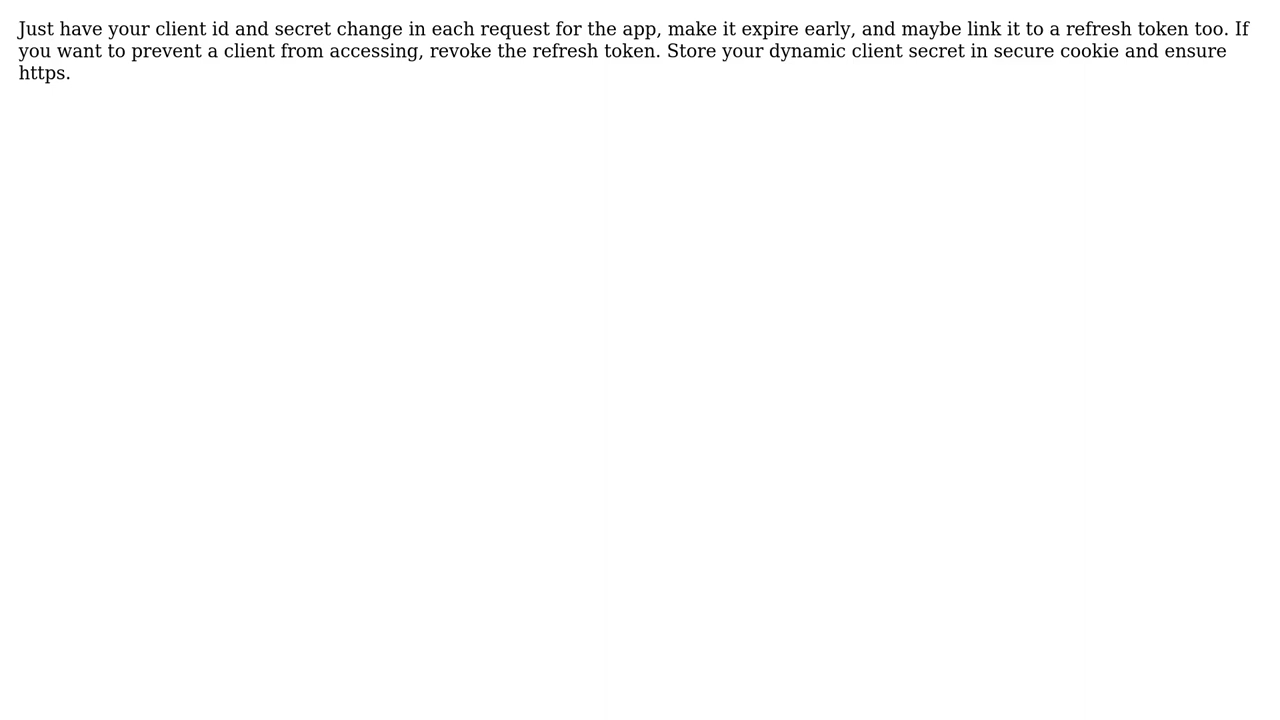 Just have your client id and secret change in each request for the app, make it expire early, and maybe link it to a refresh token too. If
you want to prevent a client from accessing, revoke the refresh token. Store your dynamic client secret in secure cookie and ensure
https.